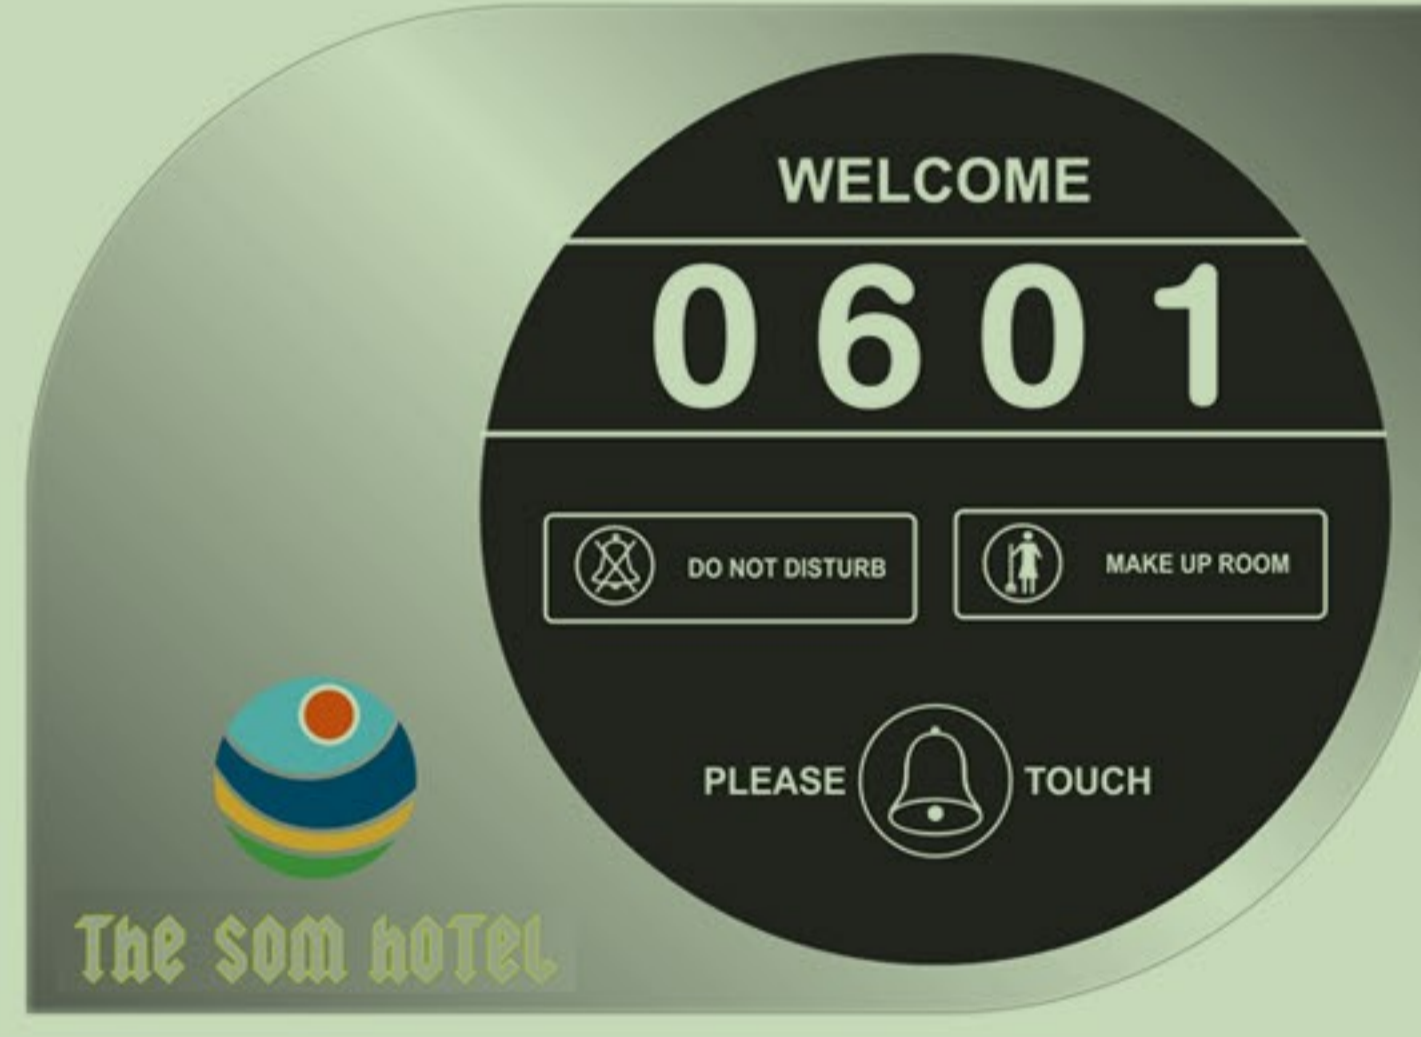 WELCOME
0601
DO NOT DISTURB
MAKE UP ROOM
PLEASE TOUCH
The SOM hOTEL